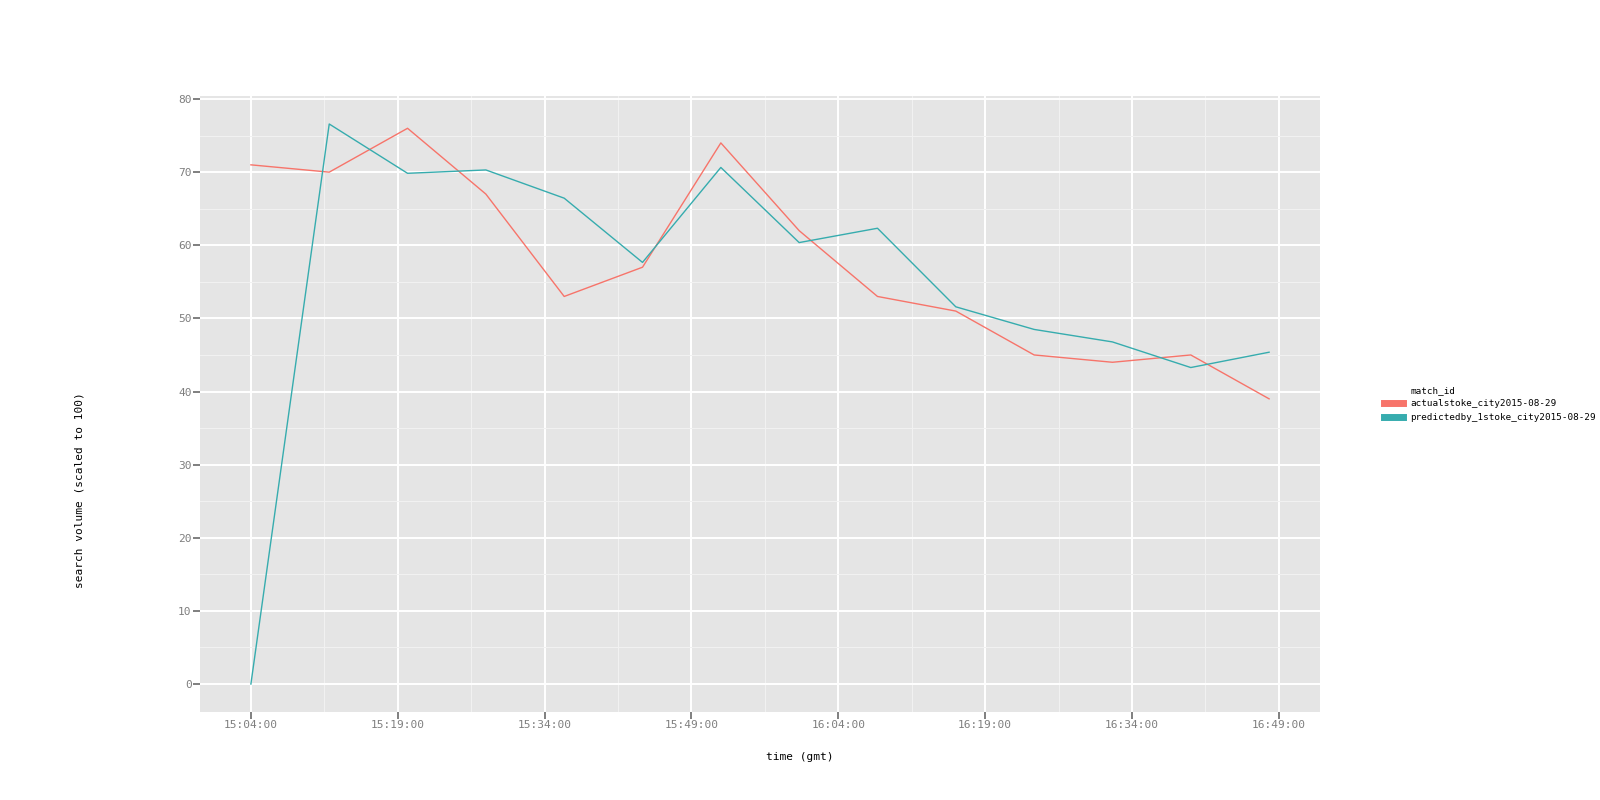 80
70
60
50
40
30
20
10
0
search volume (scaled to 100)
15:04:00 15:19:00 15:34:00 15:49:00 16:04:00 16:19:00 16:34:00 16:49:00
time (gmt)
match_id
actualstoke_city2015-08-29
predictedby_1stoke_city2015-08-29